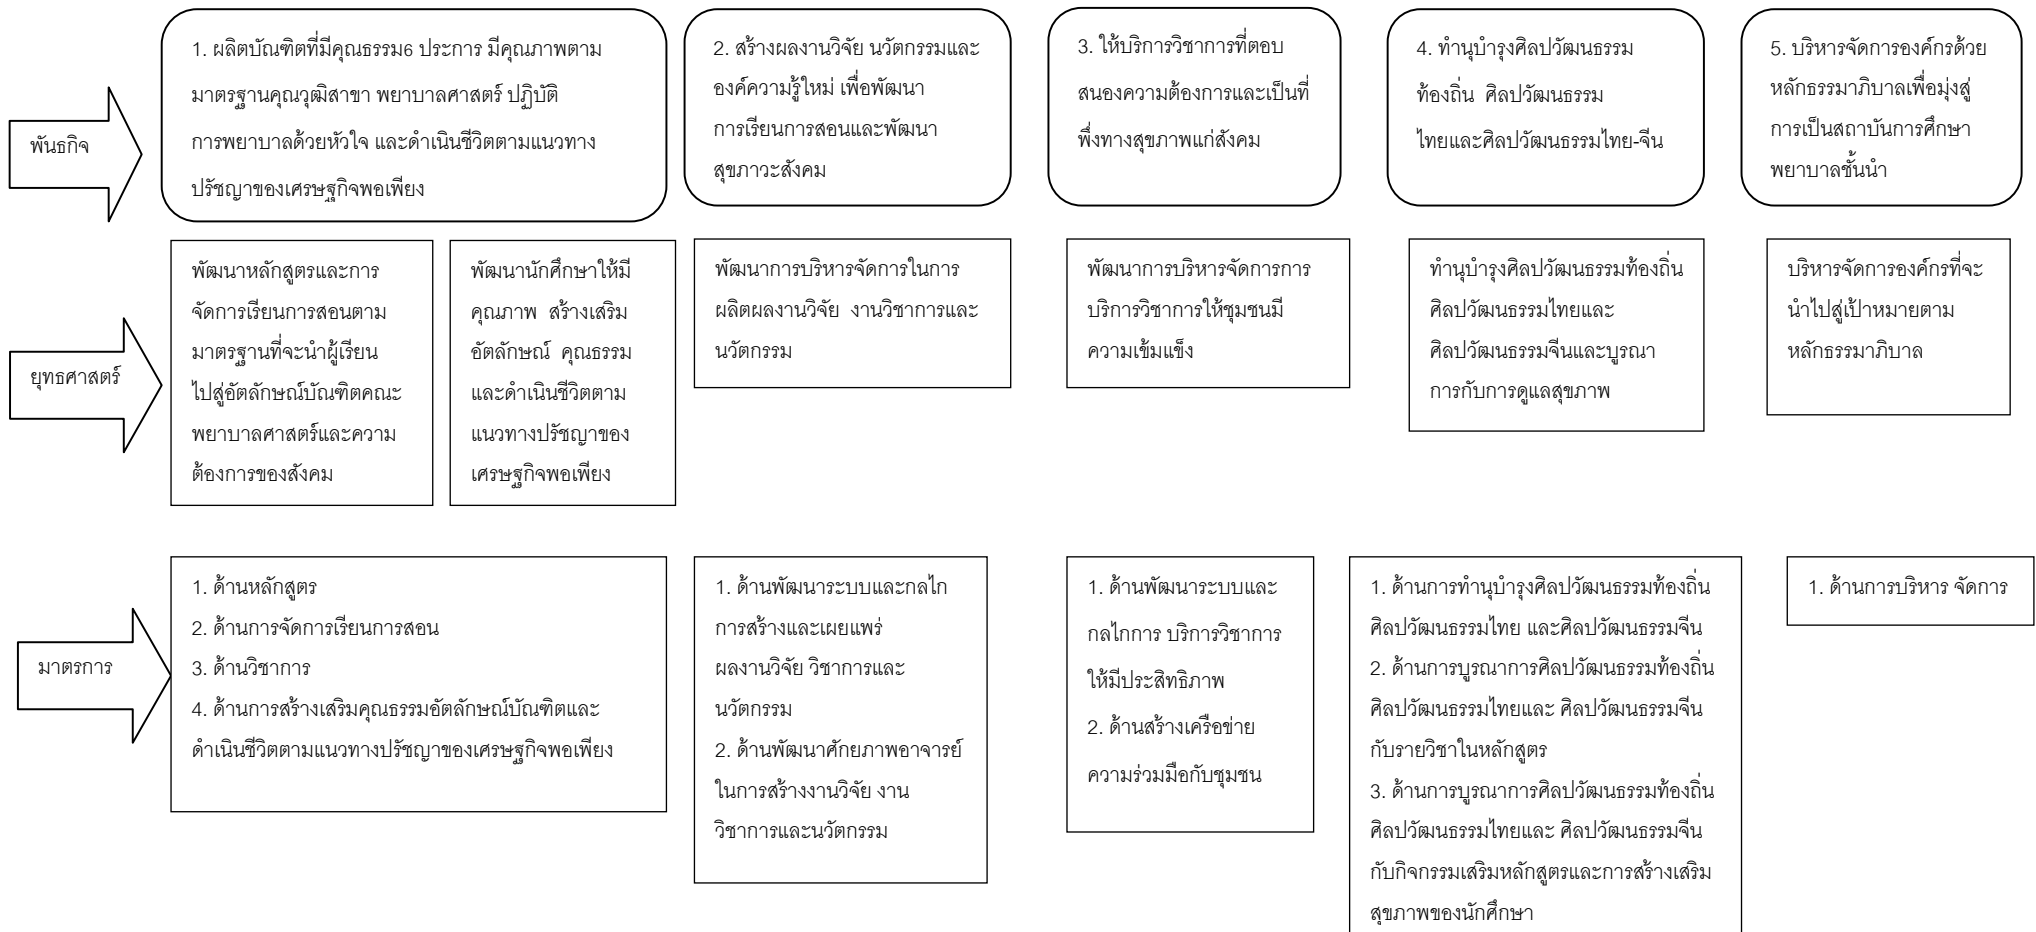 พันธกิจ
1. ผลิตบัณฑิตที่มีคุณธรรม6 ประการ มีคุณภาพตาม
มาตรฐานคุณวุฒิสาขา พยาบาลศาสตร์ ปฏิบัติ
การพยาบาลด้วยหัวใจ และดำเนินชีวิตตามแนวทาง
ปรัชญาของเศรษฐกิจพอเพียง
2. สร้างผลงานวิจัย นวัตกรรมและ
องค์ความรู้ใหม่ เพื่อพัฒนา
การเรียนการสอนและพัฒนา
สุขภาวะสังคม
3. ให้บริการวิชาการที่ตอบ
สนองความต้องการและเป็นที่
พึ่งทางสุขภาพแก่สังคม
4. ทำนุบำรุงศิลปวัฒนธรรม
ท้องถิ่น ศิลปวัฒนธรรม
ไทยและศิลปวัฒนธรรมไทย-จีน
5. บริหารจัดการองค์กรด้วย
หลักธรรมาภิบาลเพื่อมุ่งสู่
การเป็นสถาบันการศึกษา
พยาบาลชั้นนำ
ยุทธศาสตร์
พัฒนาหลักสูตรและการ
จัดการเรียนการสอนตาม
มาตรฐานที่จะนำผู้เรียน
ไปสู่อัตลักษณ์บัณฑิตคณะ
พยาบาลศาสตร์และความ
ต้องการของสังคม
พัฒนานักศึกษาให้มี
คุณภาพ สร้างเสริม
อัตลักษณ์ คุณธรรม
และดำเนินชีวิตตาม
แนวทางปรัชญาของ
เศรษฐกิจพอเพียง
พัฒนาการบริหารจัดการในการ
ผลิตผลงานวิจัย งานวิชาการและ
นวัตกรรม
พัฒนาการบริหารจัดการการ
บริการวิชาการให้ชุมชนมี
ความเข้มแข็ง
ทำนุบำรุงศิลปวัฒนธรรมท้องถิ่น
ศิลปวัฒนธรรมไทยและ
ศิลปวัฒนธรรมจีนและบูรณา
การกับการดูแลสุขภาพ
บริหารจัดการองค์กรที่จะ
นำไปสู่เป้าหมายตาม
หลักธรรมาภิบาล
มาตรการ
1. ด้านหลักสูตร
2. ด้านการจัดการเรียนการสอน
3. ด้านวิชาการ
4. ด้านการสร้างเสริมคุณธรรมอัตลักษณ์บัณฑิตและ
ดำเนินชีวิตตามแนวทางปรัชญาของเศรษฐกิจพอเพียง
1. ด้านพัฒนาระบบและกลไก
การสร้างและเผยแพร่
ผลงานวิจัย วิชาการและ
นวัตกรรม
2. ด้านพัฒนาศักยภาพอาจารย์
ในการสร้างงานวิจัย งาน
วิชาการและนวัตกรรม
1. ด้านพัฒนาระบบและ
กลไกการ บริการวิชาการ
ให้มีประสิทธิภาพ
2. ด้านสร้างเครือข่าย
ความร่วมมือกับชุมชน
1. ด้านการทำนุบำรุงศิลปวัฒนธรรมท้องถิ่น
ศิลปวัฒนธรรมไทย และศิลปวัฒนธรรมจีน
2. ด้านการบูรณาการศิลปวัฒนธรรมท้องถิ่น
ศิลปวัฒนธรรมไทยและ ศิลปวัฒนธรรมจีน
กับรายวิชาในหลักสูตร
3. ด้านการบูรณาการศิลปวัฒนธรรมท้องถิ่น
ศิลปวัฒนธรรมไทยและ ศิลปวัฒนธรรมจีน
กับกิจกรรมเสริมหลักสูตรและการสร้างเสริม
สุขภาพของนักศึกษา
1. ด้านการบริหาร จัดการ